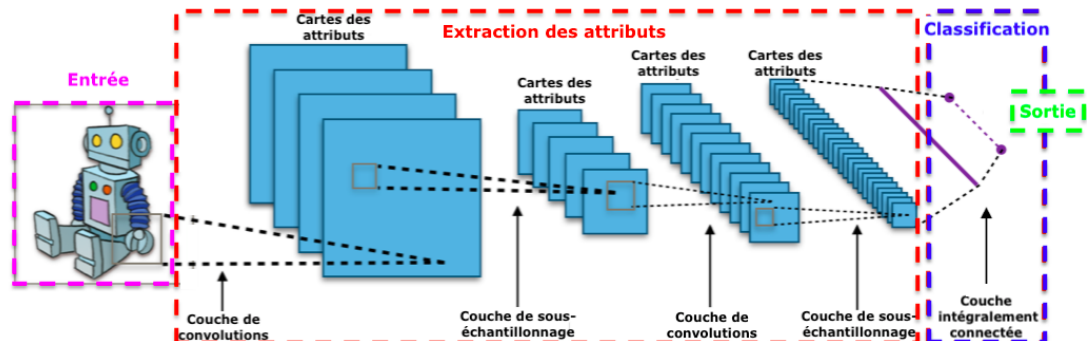 Entrée
Extraction des attributs
Classification
Sortie
Cartes des
attributs
Cartes des
attributs
Cartes des
attributs
Cartes des
attributs
Couche de
convolutions
Couche de sous-
échantillonnage
Couche de
convolutions
Couche de sous-
échantillonnage
Couche
intégralement
connectée